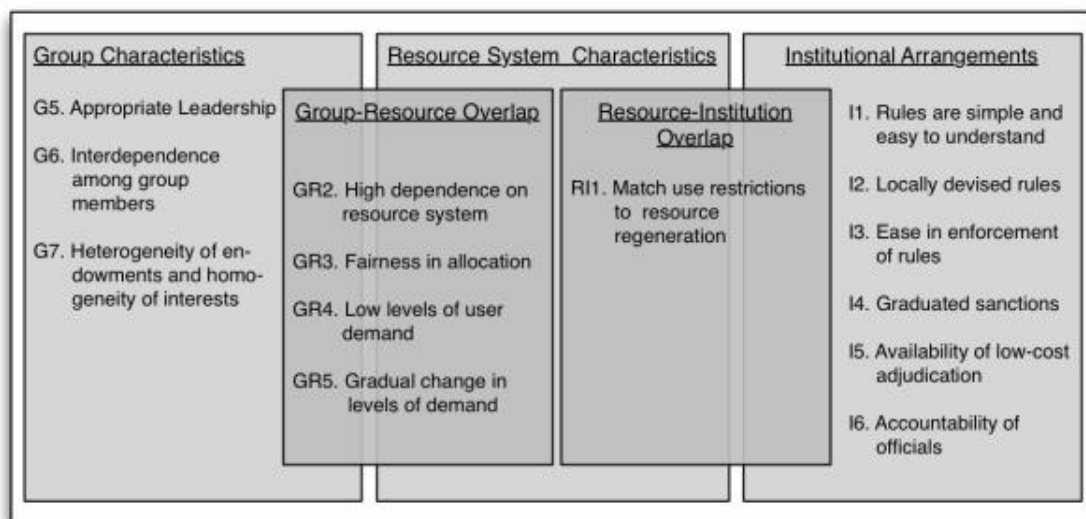 Group Characteristics
G5. Appropriate Leadership
G6. Interdependence
among group
members
G7. Heterogeneity of en-
dowments and homo-
geneity of interests
Resource System Characteristics
Group-Resource Overlap
GR2. High dependence on
resource system
GR3. Fairness in allocation
GR4. Low levels of user
demand
GR5. Gradual change in
levels of demand
Resource-Institution
Overlap
RI1. Match use restrictions
to resource
regeneration
Institutional Arrangements
I1. Rules are simple and
easy to understand
I2. Locally devised rules
I3. Ease in enforcement
of rules
I4. Graduated sanctions
I5. Availability of low-cost
adjudication
I6. Accountability of
officials